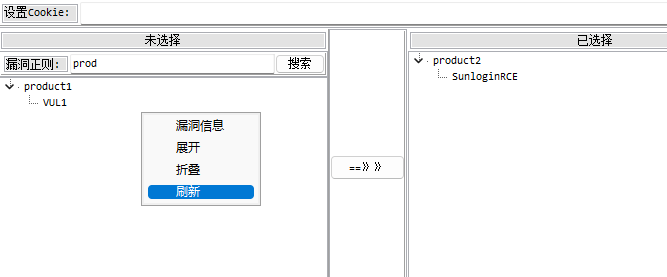 设置Cookie:
未选择
已选择
漏洞正则: prod 搜索
product1
VUL1
漏洞信息
展开
折叠
刷新
==》》
product2
SunloginRCE